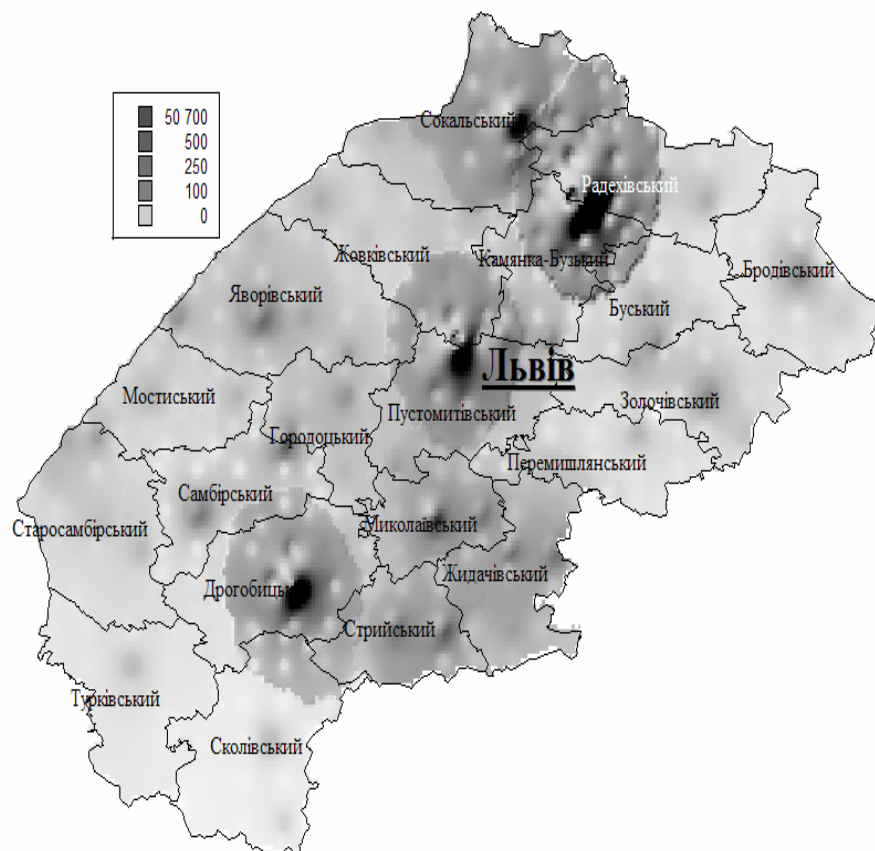 50 700
500
250
100
0
Сокальський
Радехівський
Жовківський
Камянка-Бузький
Бродівський
Яворівський
Буський
Львів
Мостиський
Золочівський
Пустомитівський
Городоцький
Перемишлянський
Самбірський
Миколаївський
Старосамбірський
Жидачівський
Дрогобицьк
Стрийський
Турківський
Сколівський